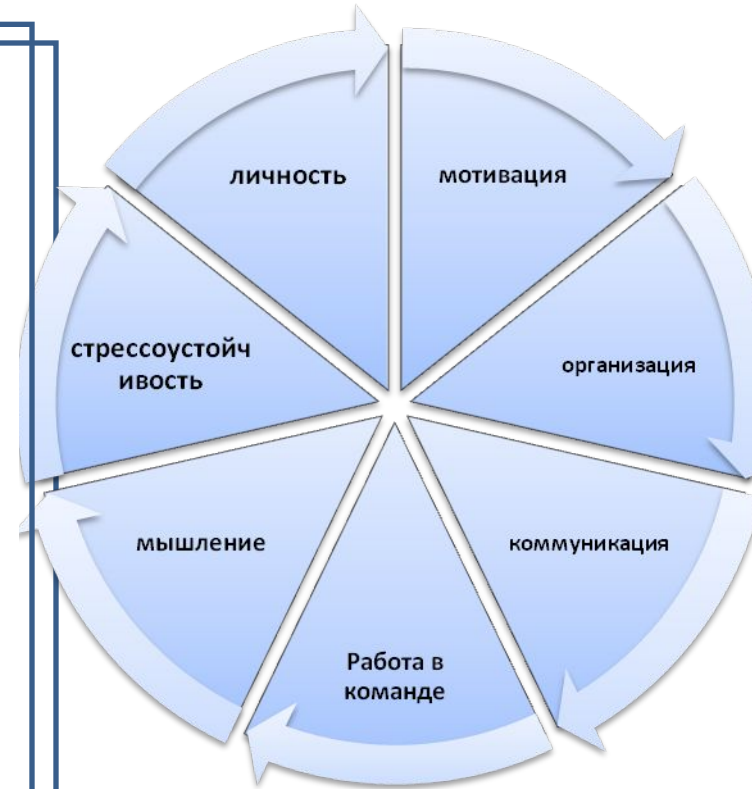 личность
мотивация
стрессоустойч
ивость
организация
мышление
коммуникация
Работа в
команде